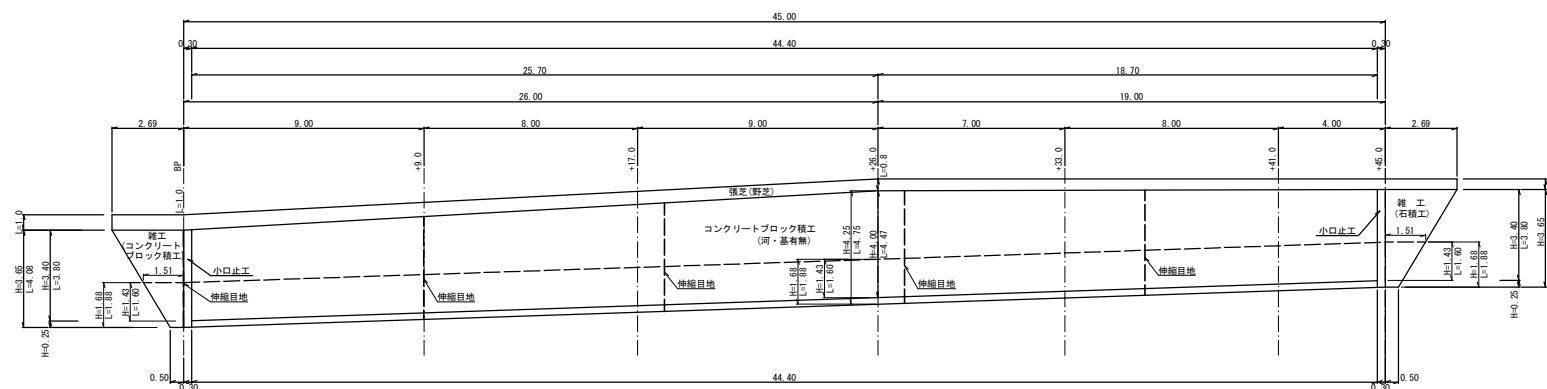 45.00
0.30
44.40
0.30
25.70
18.70
26.00
19.00
2.69
9.00
8.00
9.00
7.00
8.00
4.00
2.69
BP
+9.0
+17.0
+26.0
+33.0
+41.0
+45.0
L=1.0
L=1.0
L=0.8
張芝(野芝)
雑工
(コンクリート
ブロック積工)
コンクリートブロック積工
(河・基有無)
雑 工
(石積工)
小口止工
小口止工
1.51
1.51
伸縮目地
伸縮目地
伸縮目地
伸縮目地
伸縮目地
H=3.65
L=4.08
H=3.40
L=3.80
H=0.25
H=1.68
L=1.88
H=1.43
L=1.60
H=4.25
L=4.75
H=4.00
L=4.47
H=1.68
L=1.88
H=1.43
L=1.60
H=1.43
L=1.60
H=1.68
L=1.88
H=3.40
L=3.80
H=3.65
H=0.25
0.50
0.30
44.40
0.30
0.50